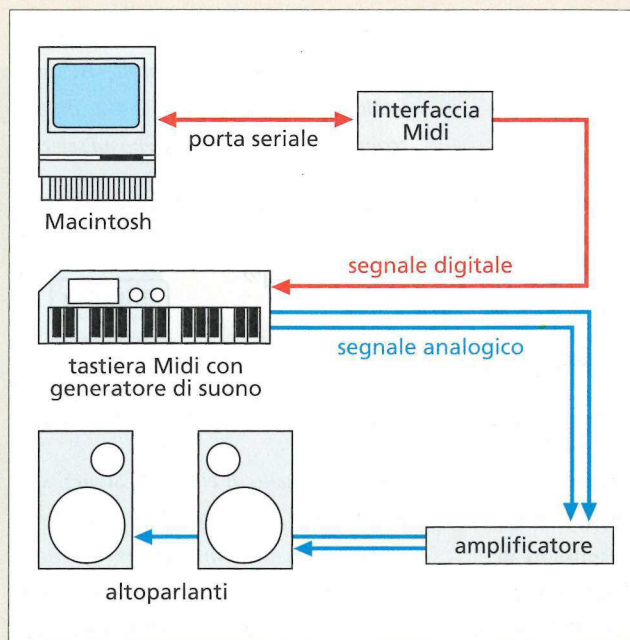 interfaccia
Midi
porta seriale
Macintosh
segnale digitale
segnale analogico
tastiera Midi con
generatore di suono
amplificatore
altoparlanti